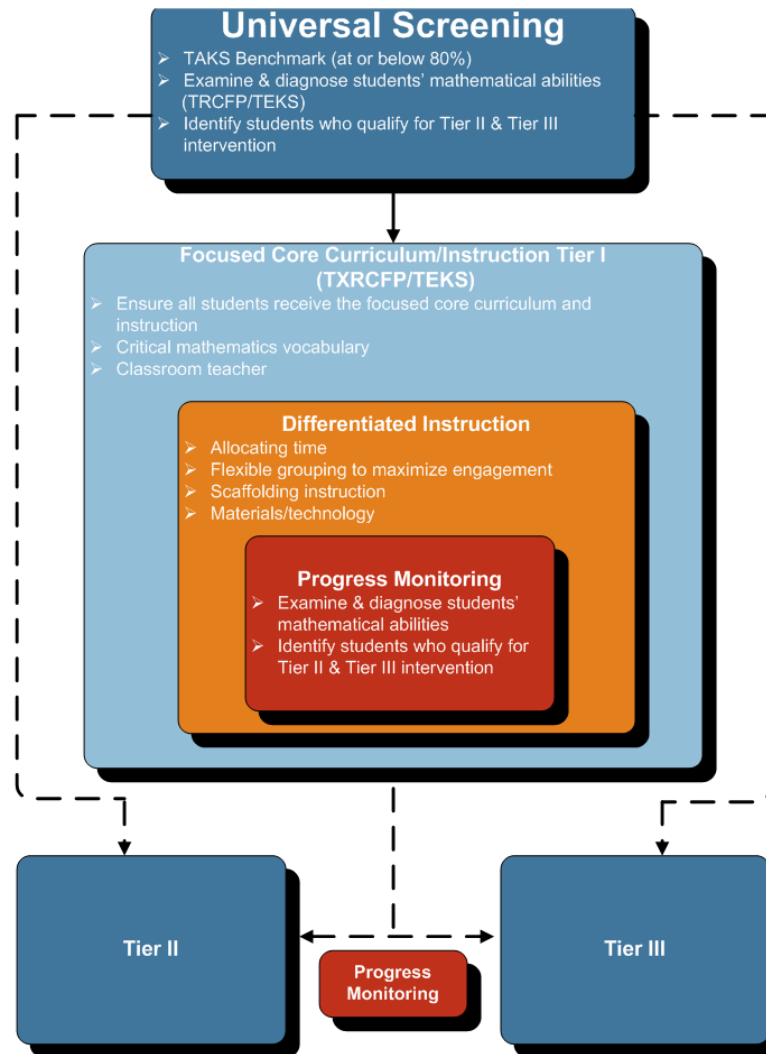 Universal Screening
➢ TAKS Benchmark (at or below 80%)
➢ Examine & diagnose students' mathematical abilities
(TRCFP/TEKS)
➢ Identify students who qualify for Tier II & Tier III
intervention
Focused Core Curriculum/Instruction Tier I
(TXRCFP/TEKS)
➢ Ensure all students receive the focused core curriculum and
instruction
➢ Critical mathematics vocabulary
➢ Classroom teacher
Differentiated Instruction
➢ Allocating time
➢ Flexible grouping to maximize engagement
➢ Scaffolding instruction
➢ Materials/technology
Progress Monitoring
➢ Examine & diagnose students'
mathematical abilities
➢ Identify students who qualify for
Tier II & Tier III intervention
Tier II
Tier III
Progress
Monitoring